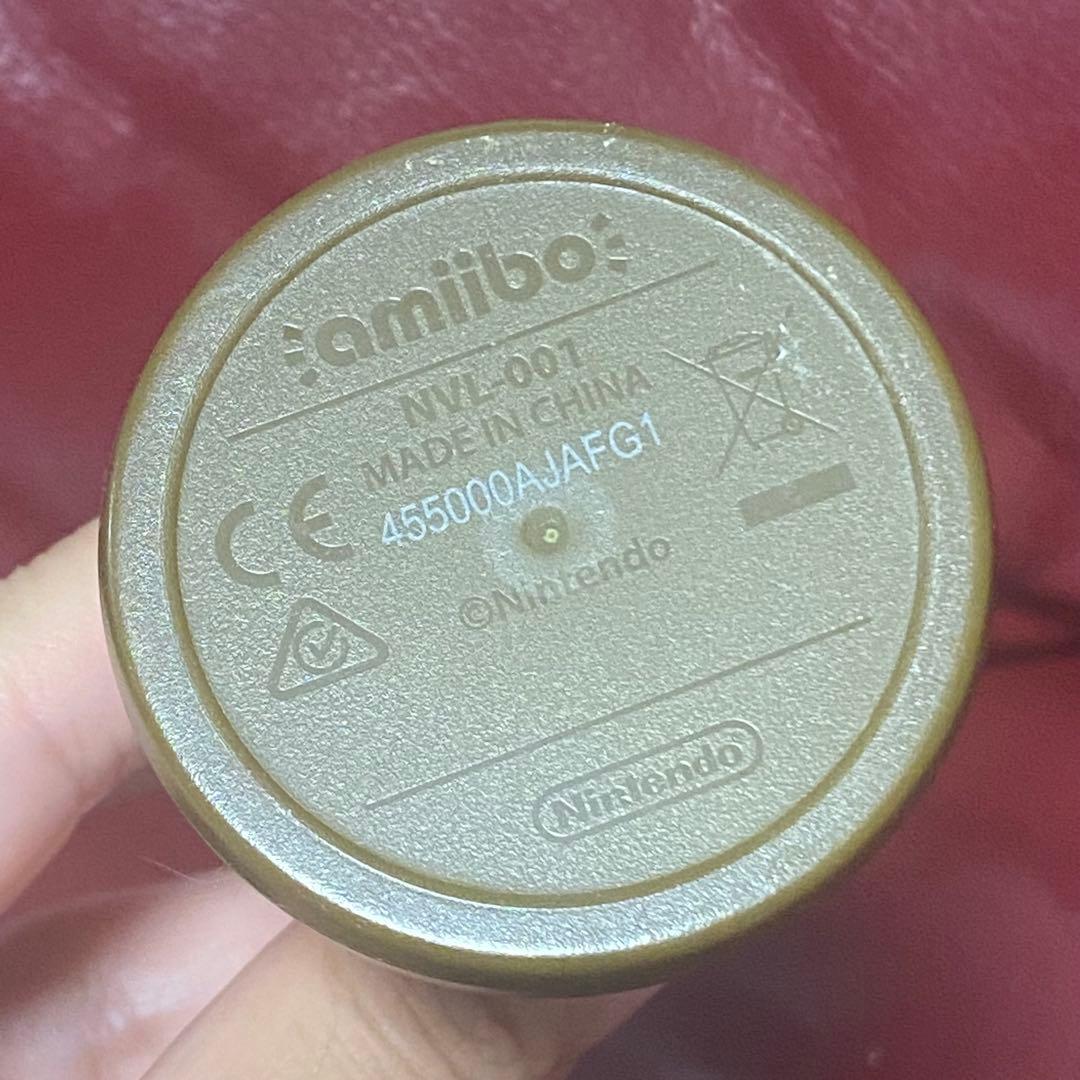 amiibo
NVL-001
MADE IN CHINA
455000AJAFG1
CE
©Nintendo
Nintendo